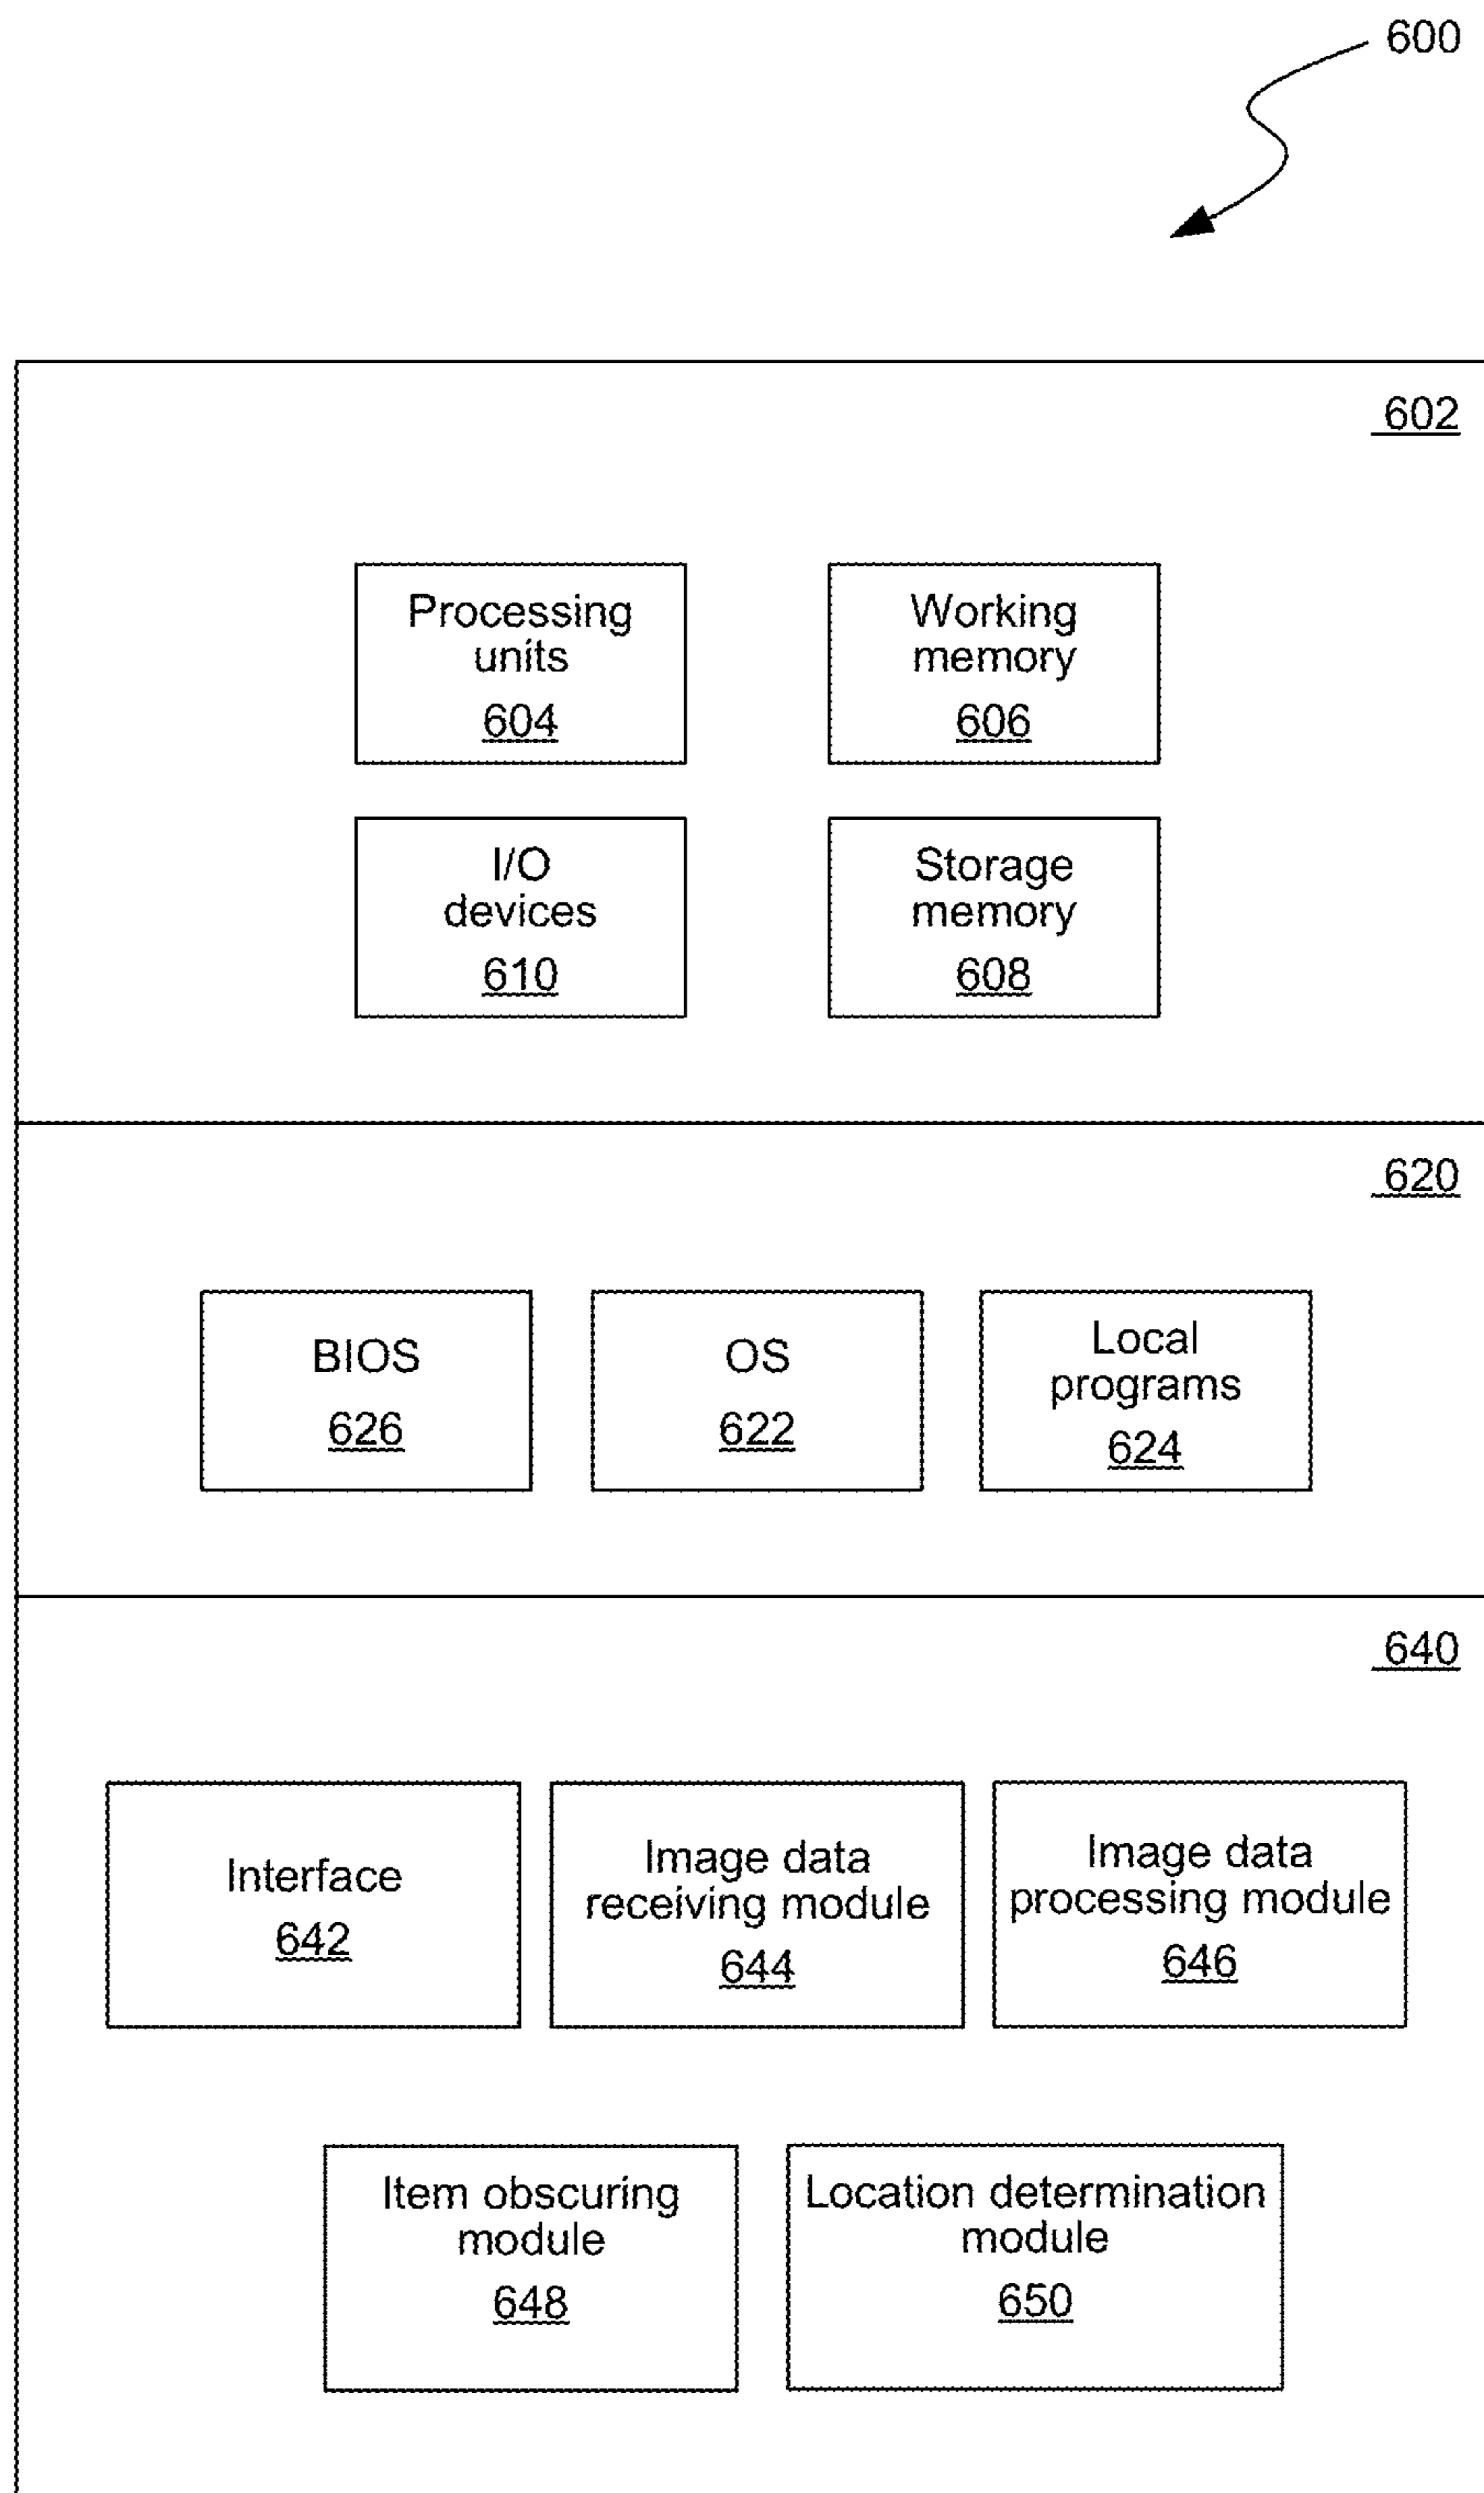 600
602
Processing
units
604
Working
memory
606
I/O
devices
610
Storage
memory
608
620
BIOS
626
OS
622
Local
programs
624
640
Interface
642
Image data
receiving module
644
Image data
processing module
646
Item obscuring
module
648
Location determination
module
650